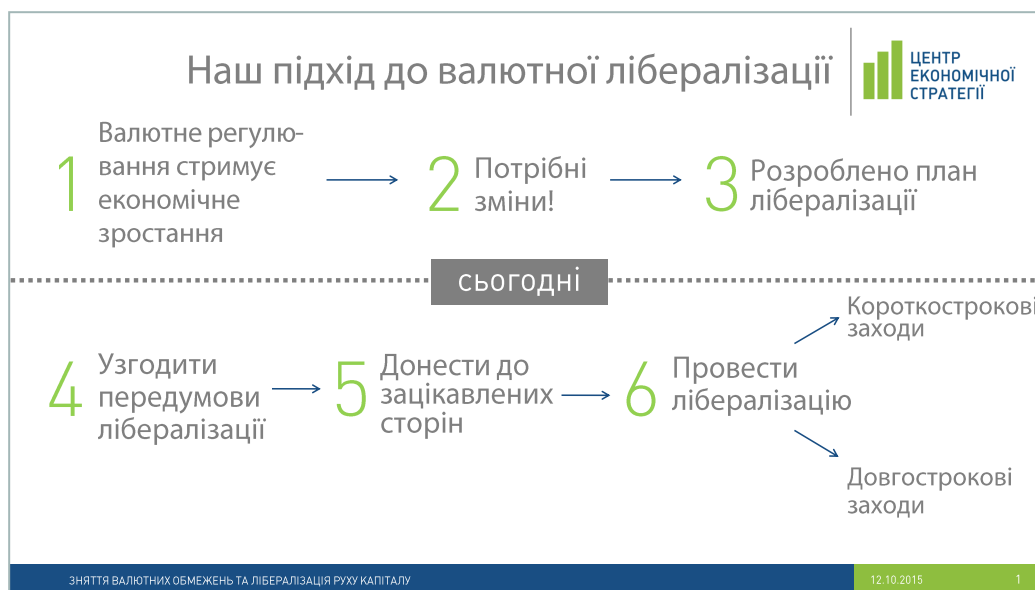 Наш підхід до валютної лібералізації
ЦЕНТР
ЕКОНОМІЧНОЇ
СТРАТЕГІЇ
1
Валютне регулю-
вання стримує
економічне
зростання
2
Потрібні
зміни!
3
Розроблено план
лібералізації
сьогодні
4
Узгодити
передумови
лібералізації
5
Донести до
зацікавлених
сторін
6
Провести
лібералізацію
Короткострокові
заходи
Довгострокові
заходи
ЗНЯТТЯ ВАЛЮТНИХ ОБМЕЖЕНЬ ТА ЛІБЕРАЛІЗАЦІЯ РУХУ КАПІТАЛУ
12.10.2015
1